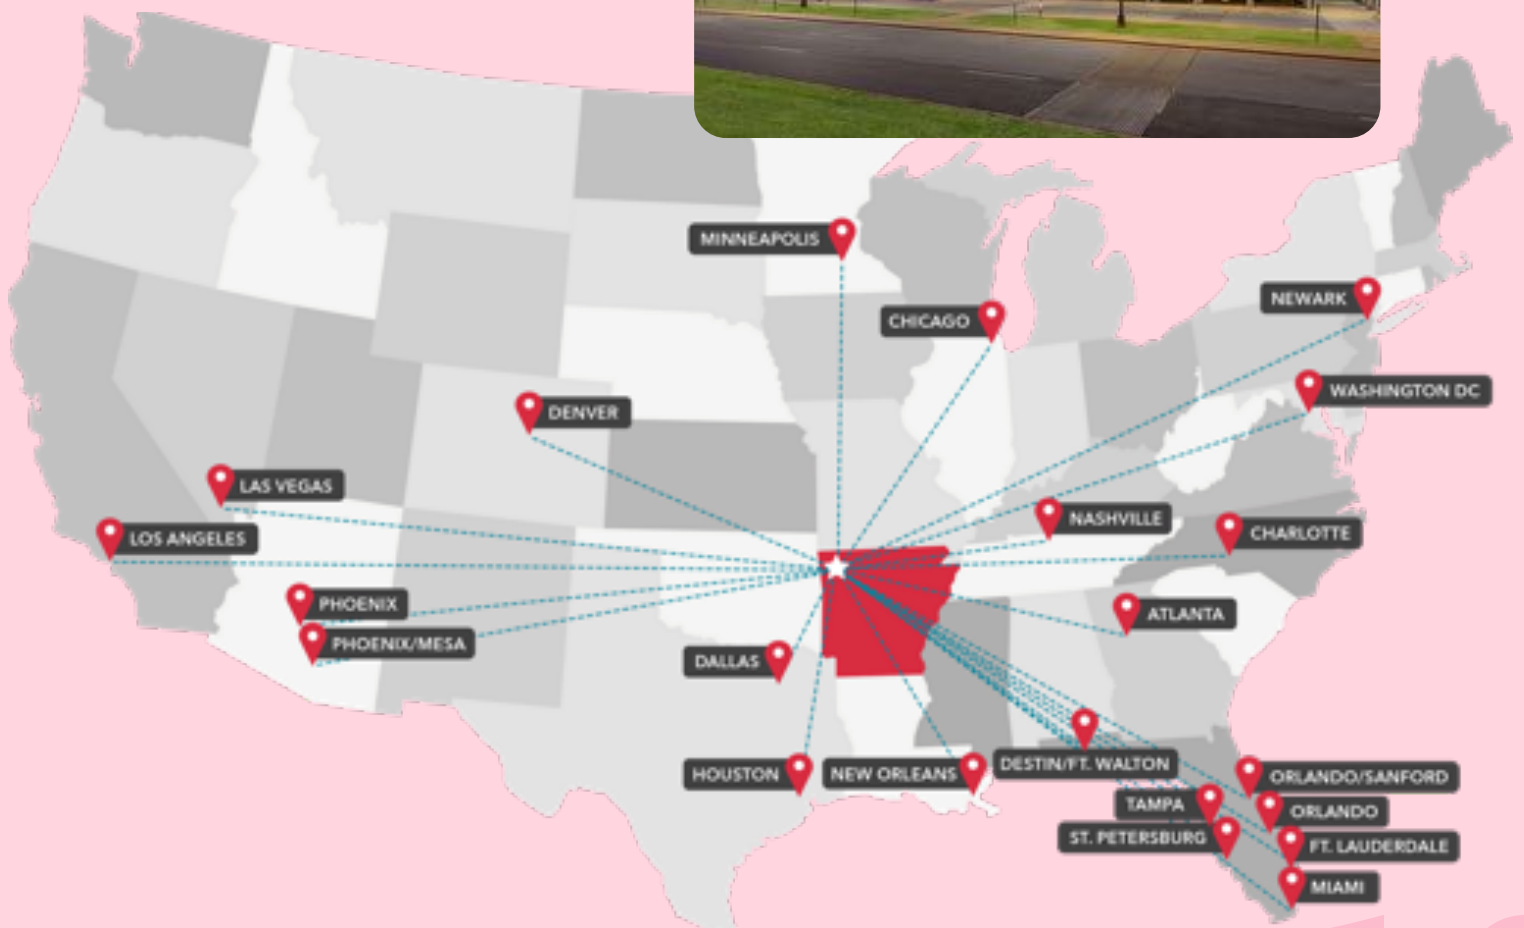 MINNEAPOLIS
NEWARK
CHICAGO
WASHINGTON DC
DENVER
LAS VEGAS
NASHVILLE
CHARLOTTE
LOS ANGELES
PHOENIX
ATLANTA
PHOENIX/MESA
DALLAS
DESTIN/FT. WALTON
HOUSTON
NEW ORLEANS
ORLANDO/SANFORD
TAMPA
ORLANDO
ST. PETERSBURG
FT. LAUDERDALE
MIAMI